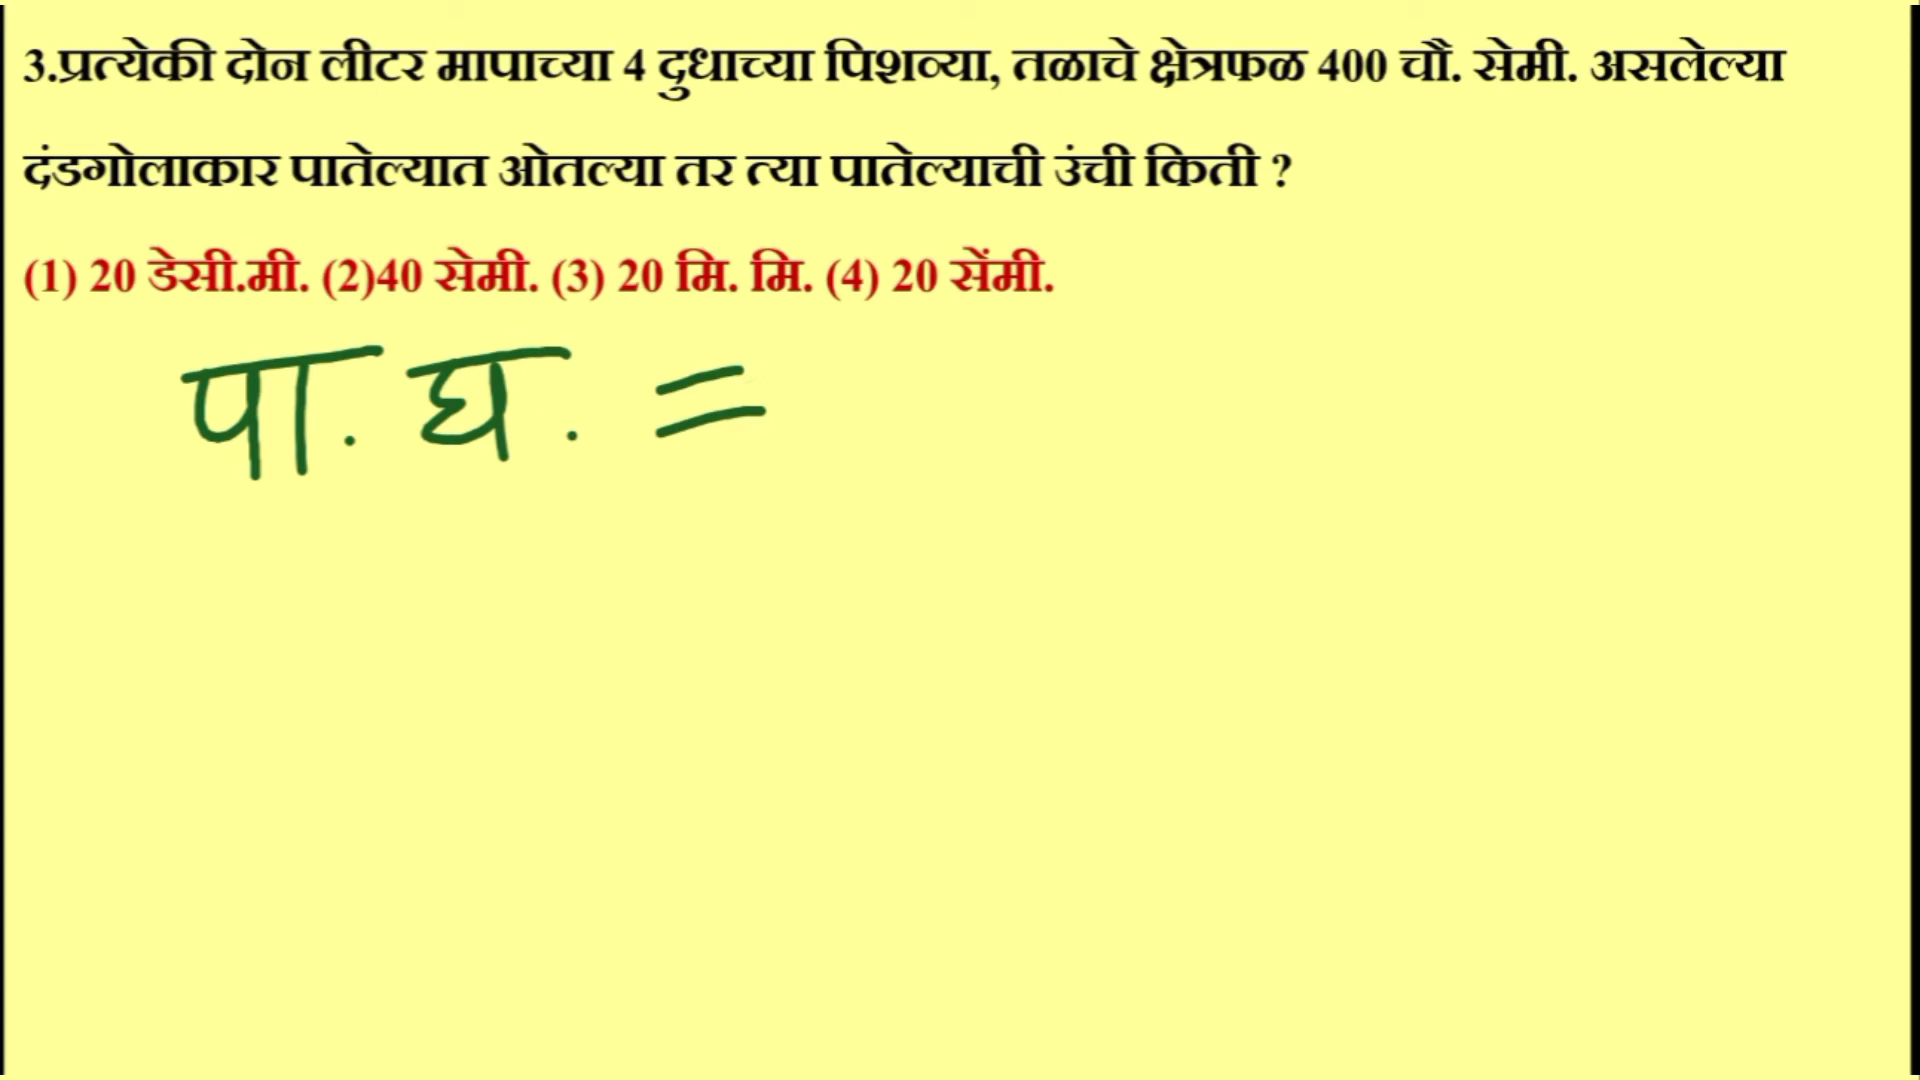 3.प्रत्येकी दोन लीटर मापाच्या 4 दुधाच्या पिशव्या, तळाचे क्षेत्रफळ 400 चौ. सेमी. असलेल्या
दंडगोलाकार पातेल्यात ओतल्या तर त्या पातेल्याची उंची किती ?
(1) 20 डेसी.मी. (2)40 सेमी. (3) 20 मि. मि. (4) 20 सेंमी.
पा. घ. =